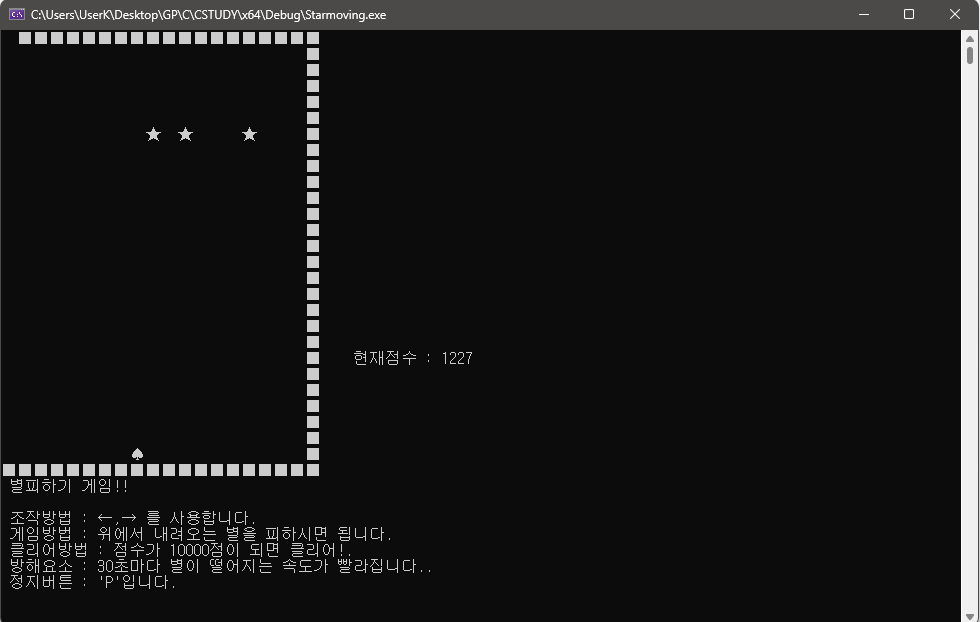 C:\Users\UserK\Desktop\GP\C\CSTUDY\x64\Debug\Starmoving.exe
현재점수 : 1227
별피하기 게임!!
조작방법 : ←,→ 를 사용합니다.
게임방법 : 위에서 내려오는 별을 피하시면 됩니다.
클리어방법 : 점수가 10000점이 되면 클리어!.
방해요소 : 30초마다 별이 떨어지는 속도가 빨라집니다..
정지버튼 : 'P'입니다.